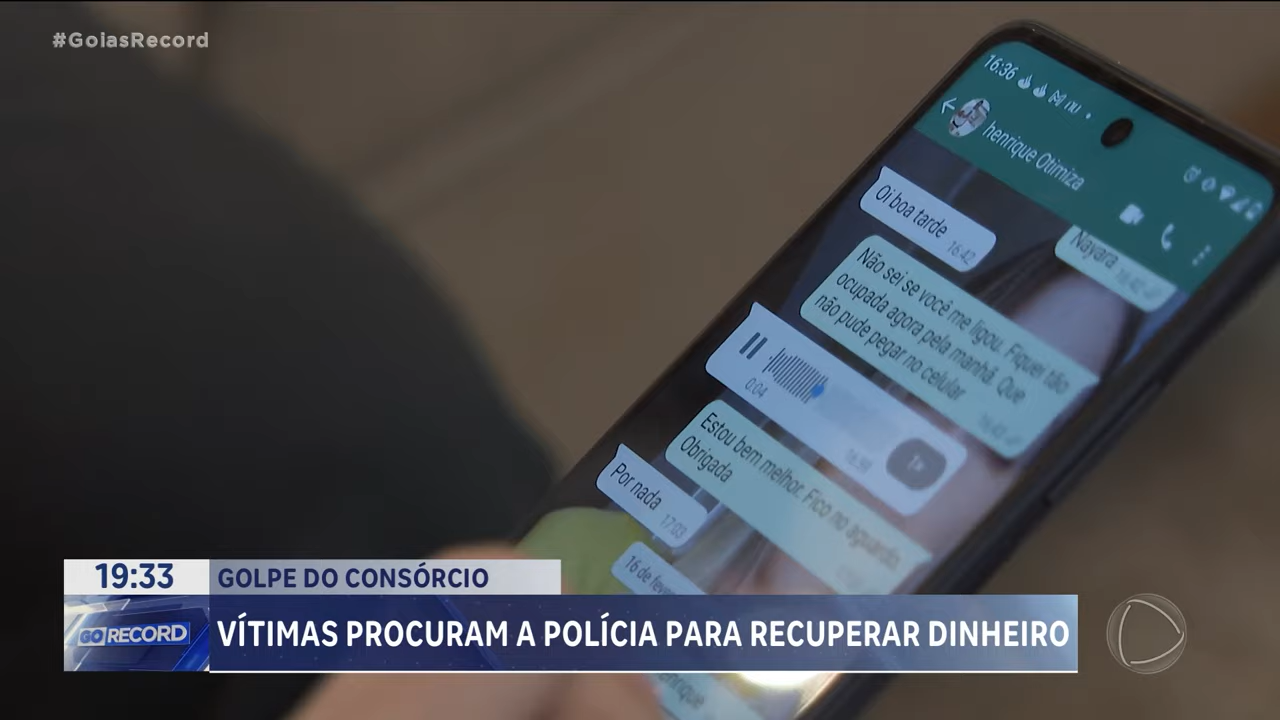 #GoiasRecord
16:36
nu
henrique Otimiza
Nayara
Oi boa tarde
16:42
Não sei se você me ligou. Fiquei tão
ocupada agora pela manhã. Que
não pude pegar no celular
0:04
Estou bem melhor. Fico no aguardo.
Obrigada
Por nada
17:03
16 de
19:33
GOLPE DO CONSÓRCIO
GO RECORD
VÍTIMAS PROCURAM A POLÍCIA PARA RECUPERAR DINHEIRO